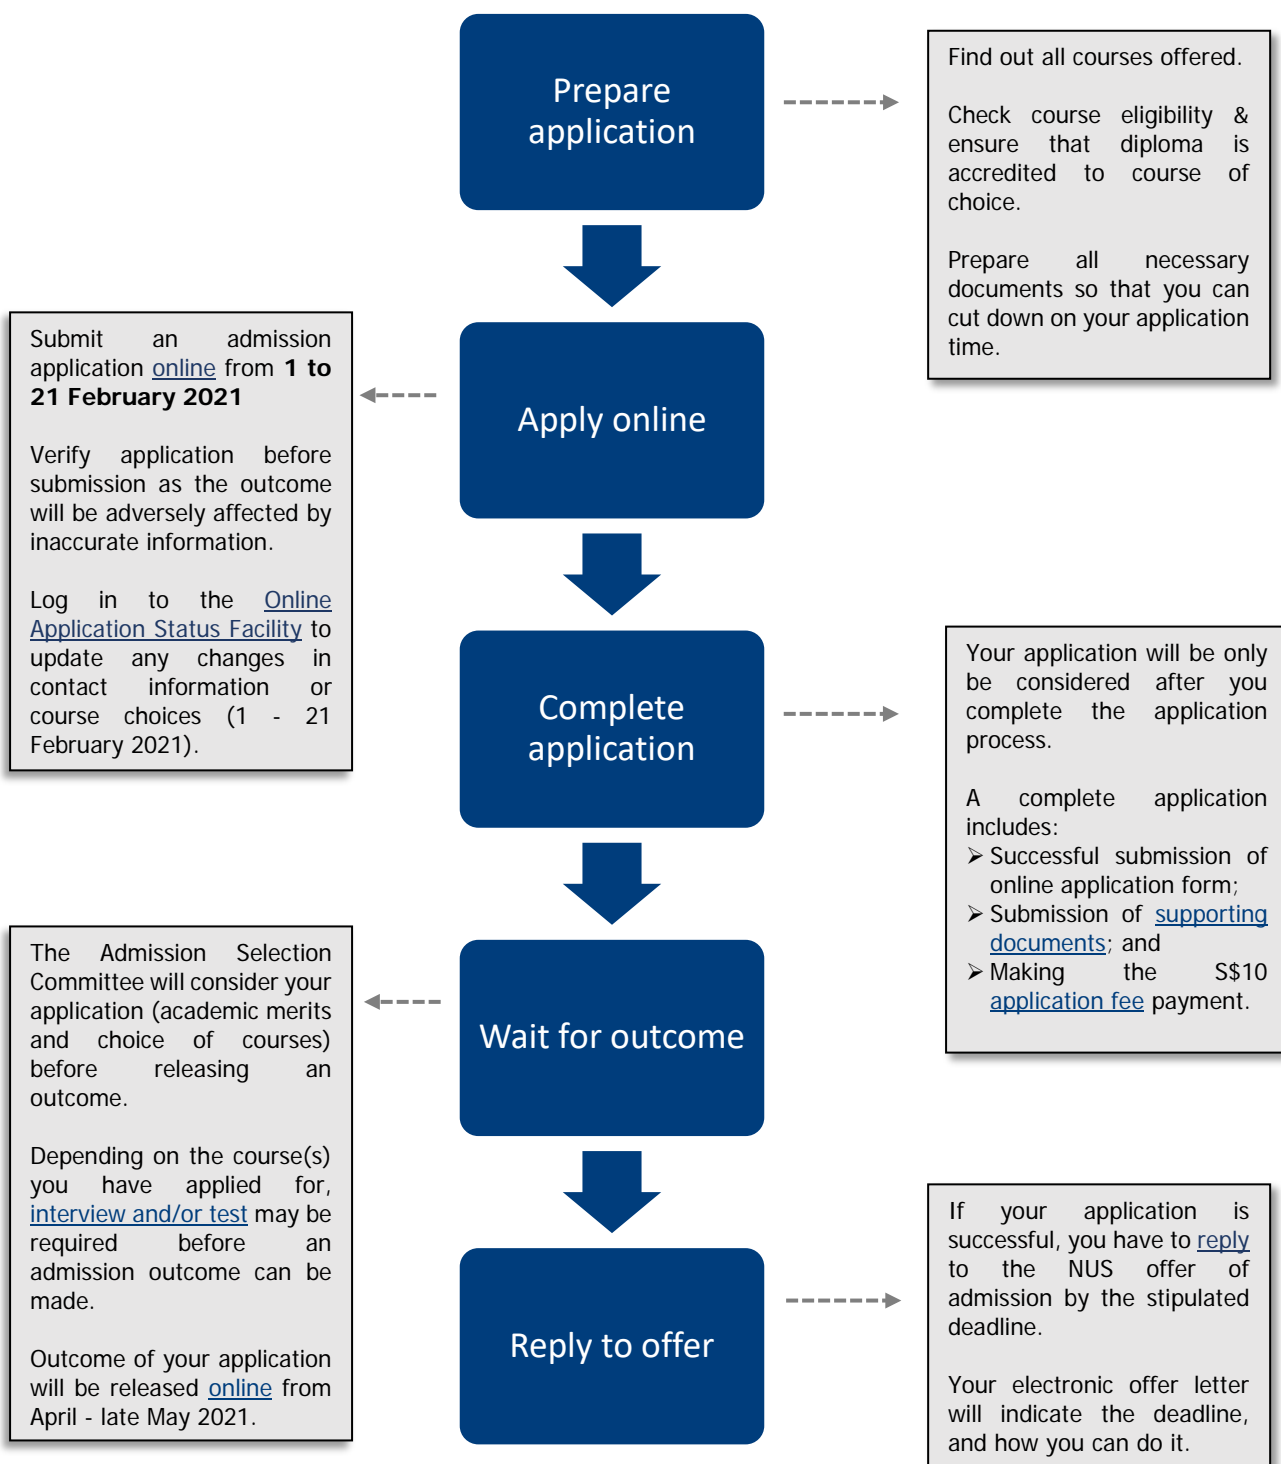 Prepare
application
Find out all courses offered.
Check course eligibility &
ensure that diploma is
accredited to course of
choice.
Prepare all necessary
documents so that you can
cut down on your application
time.
Apply online
Submit an admission
application online from 1 to
21 February 2021
Verify application before
submission as the outcome
will be adversely affected by
inaccurate information.
Log in to the Online
Application Status Facility to
update any changes in
contact information or
course choices (1 - 21
February 2021).
Complete
application
Your application will be only
be considered after you
complete the application
process.
A complete application
includes:
➢ Successful submission of
online application form;
➢ Submission of supporting
documents; and
➢ Making the S$10
application fee payment.
Wait for outcome
The Admission Selection
Committee will consider your
application (academic merits
and choice of courses)
before releasing an
outcome.
Depending on the course(s)
you have applied for,
interview and/or test may be
required before an
admission outcome can be
made.
Outcome of your application
will be released online from
April - late May 2021.
Reply to offer
If your application is
successful, you have to reply
to the NUS offer of
admission by the stipulated
deadline.
Your electronic offer letter
will indicate the deadline,
and how you can do it.